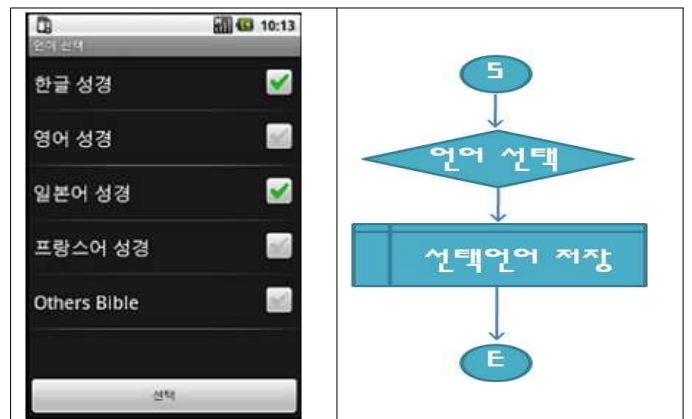 10:13
언어 선택
한글 성경
영어 성경
일본어 성경
프랑스어 성경
Others Bible
선택
S
언어 선택
선택언어 저장
E